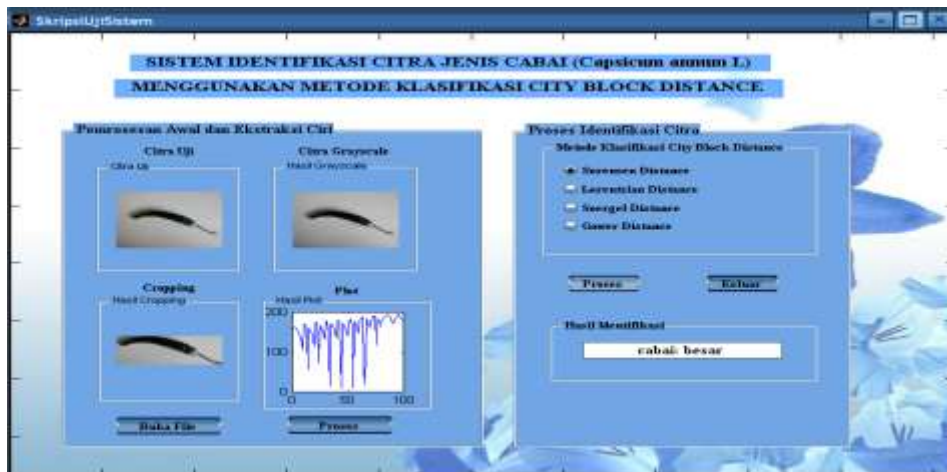 SkripsiUjiSistem
SISTEM IDENTIFIKASI CITRA JENIS CABAI (Capsicum annum L)
MENGGUNAKAN METODE KLASIFIKASI CITY BLOCK DISTANCE
Pemrosesan Awal dan Ekstraksi Ciri
Citra Uji
Citra Uji
Citra Grayscale
Hasil Grayscale
Cropping
Hasil Cropping
Plot
Hasil Plot
200
100
0
0 50 100
Buka File
Proses
Proses Identifikasi Citra
Metode Klasifikasi City Block Distance
Sorensen Distance
Lorentzian Distance
Soergel Distance
Gower Distance
Proses
Keluar
Hasil Identifikasi
cabai besar